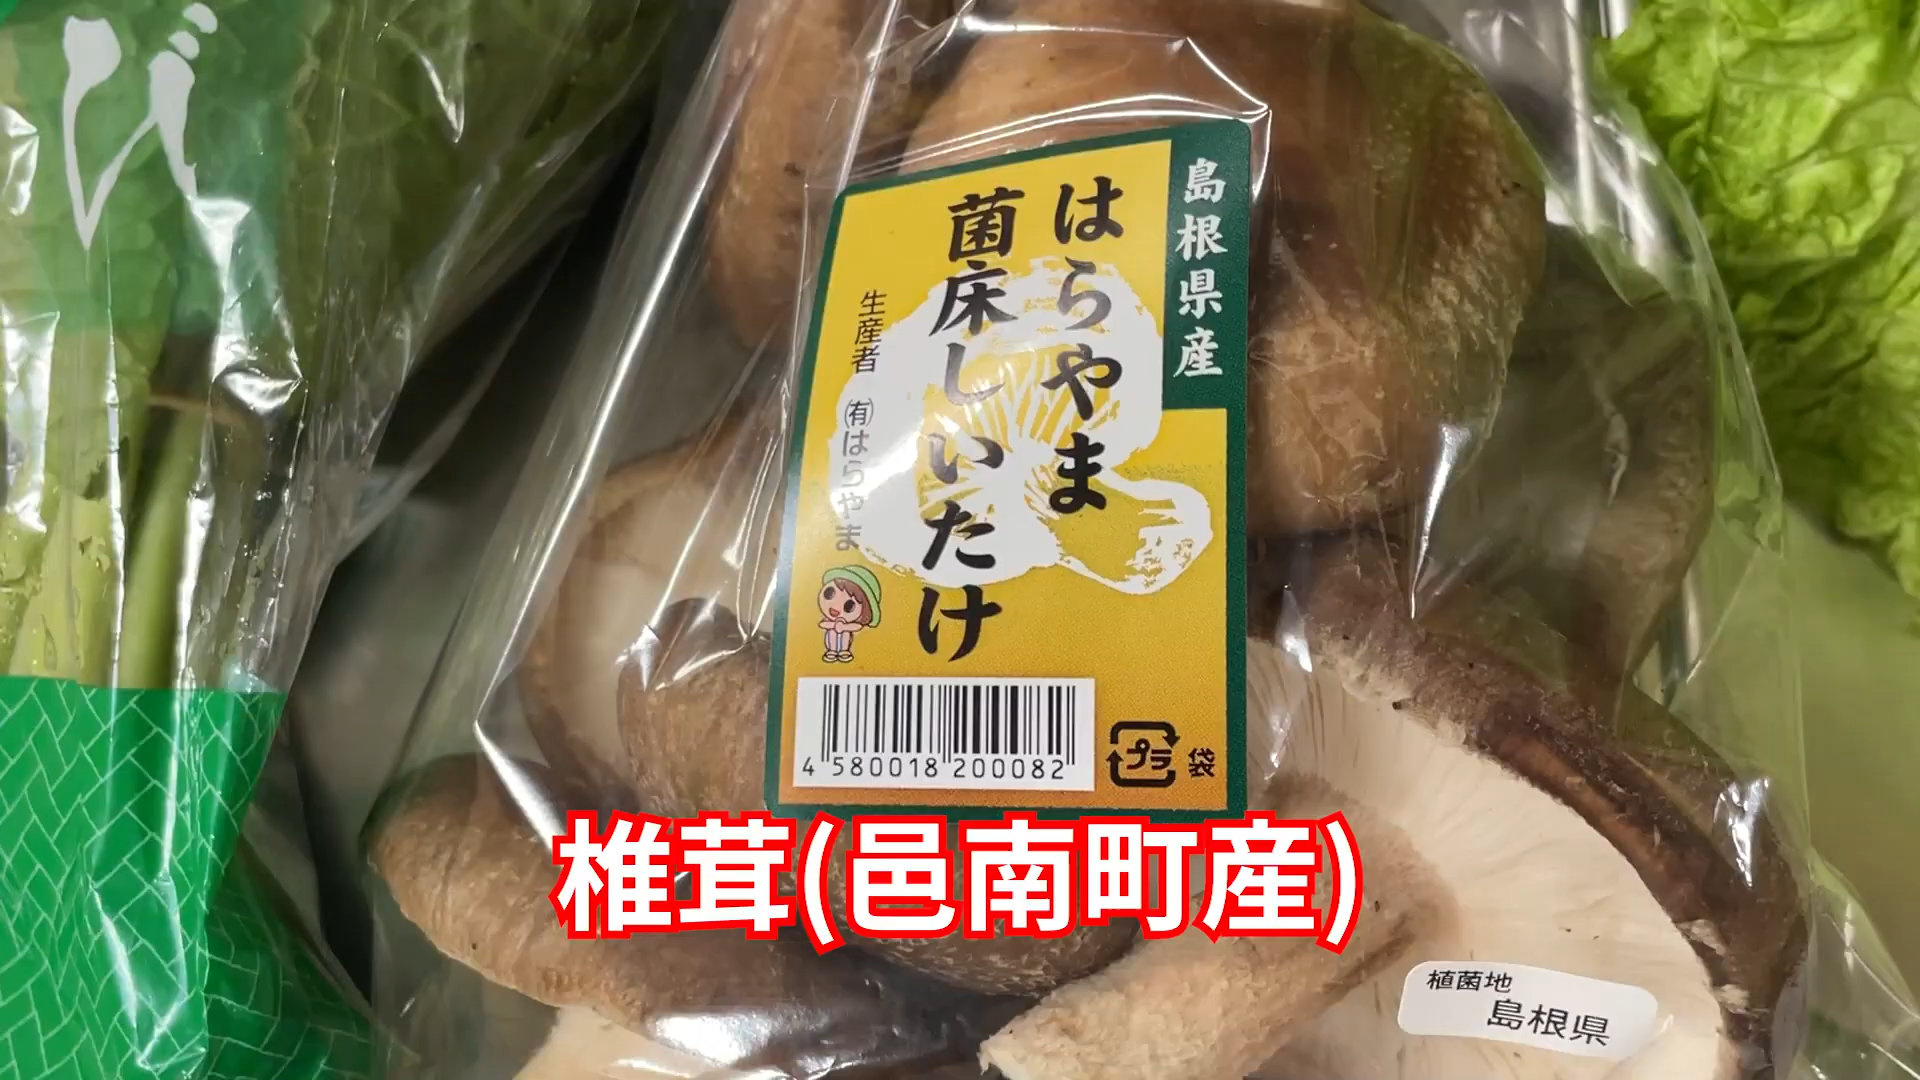 び
島根県産
はらやま
菌床しいたけ
生産者 ㈲はらやま
4 580018 200082
プラ 袋
椎茸(邑南町産)
植菌地
島根県